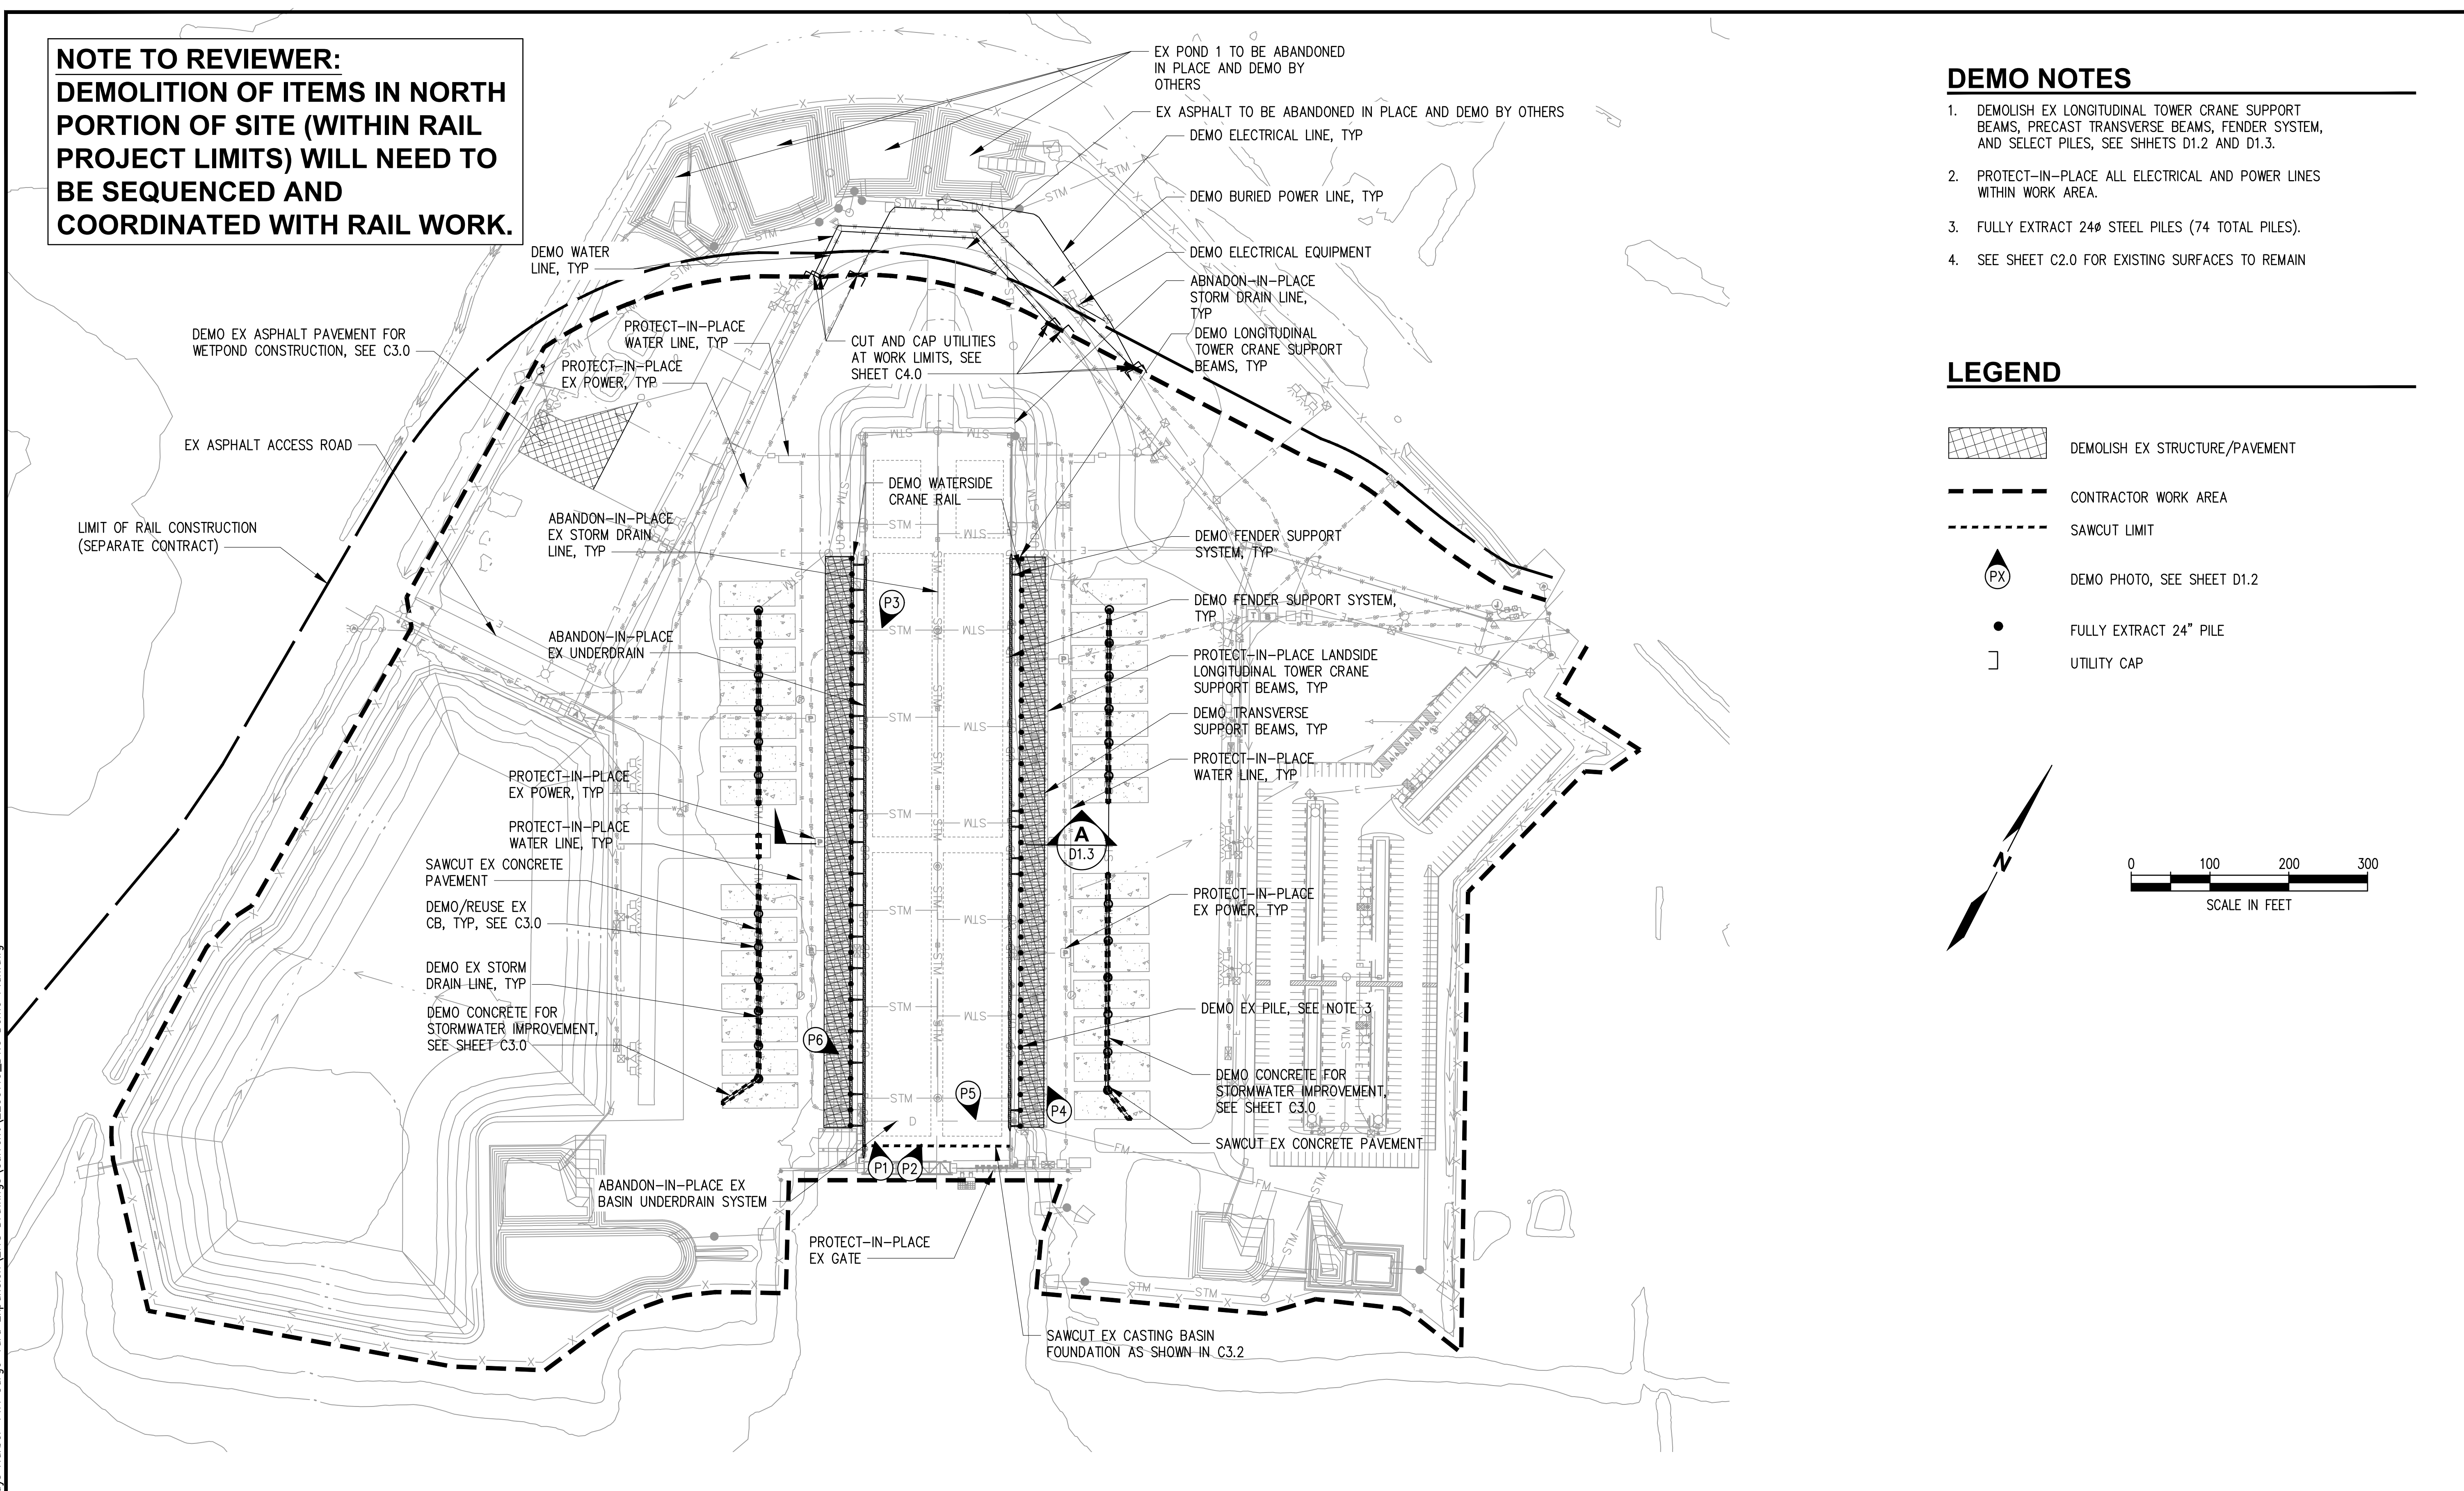 NOTE TO REVIEWER:
DEMOLITION OF ITEMS IN NORTH
PORTION OF SITE (WITHIN RAIL
PROJECT LIMITS) WILL NEED TO
BE SEQUENCED AND
COORDINATED WITH RAIL WORK.
EX POND 1 TO BE ABANDONED
IN PLACE AND DEMO BY
OTHERS
EX ASPHALT TO BE ABANDONED IN PLACE AND DEMO BY OTHERS
DEMO ELECTRICAL LINE, TYP
DEMO BURIED POWER LINE, TYP
DEMO ELECTRICAL EQUIPMENT
ABNADON-IN-PLACE
STORM DRAIN LINE,
TYP
DEMO LONGITUDINAL
TOWER CRANE SUPPORT
BEAMS, TYP
DEMO WATER
LINE, TYP
DEMO EX ASPHALT PAVEMENT FOR
WETPOND CONSTRUCTION, SEE C3.0
PROTECT-IN-PLACE
WATER LINE, TYP
PROTECT-IN-PLACE
EX POWER, TYP
CUT AND CAP UTILITIES
AT WORK LIMITS, SEE
SHEET C4.0
EX ASPHALT ACCESS ROAD
LIMIT OF RAIL CONSTRUCTION
(SEPARATE CONTRACT)
DEMO WATERSIDE
CRANE RAIL
ABANDON-IN-PLACE
EX STORM DRAIN
LINE, TYP
ABANDON-IN-PLACE
EX UNDERDRAIN
P3
DEMO FENDER SUPPORT
SYSTEM, TYP
DEMO FENDER SUPPORT SYSTEM,
TYP
PROTECT-IN-PLACE LANDSIDE
LONGITUDINAL TOWER CRANE
SUPPORT BEAMS, TYP
DEMO TRANSVERSE
SUPPORT BEAMS, TYP
PROTECT-IN-PLACE
WATER LINE, TYP
A
D1.3
PROTECT-IN-PLACE
EX POWER, TYP
PROTECT-IN-PLACE
EX POWER, TYP
PROTECT-IN-PLACE
WATER LINE, TYP
SAWCUT EX CONCRETE
PAVEMENT
DEMO/REUSE EX
CB, TYP, SEE C3.0
DEMO EX STORM
DRAIN LINE, TYP
DEMO CONCRETE FOR
STORMWATER IMPROVEMENT,
SEE SHEET C3.0
P6
P5
P4
P1
P2
DEMO EX PILE, SEE NOTE 3
DEMO CONCRETE FOR
STORMWATER IMPROVEMENT,
SEE SHEET C3.0
SAWCUT EX CONCRETE PAVEMENT
ABANDON-IN-PLACE EX
BASIN UNDERDRAIN SYSTEM
PROTECT-IN-PLACE
EX GATE
SAWCUT EX CASTING BASIN
FOUNDATION AS SHOWN IN C3.2
DEMO NOTES
1. DEMOLISH EX LONGITUDINAL TOWER CRANE SUPPORT
BEAMS, PRECAST TRANSVERSE BEAMS, FENDER SYSTEM,
AND SELECT PILES, SEE SHHETS D1.2 AND D1.3.
2. PROTECT-IN-PLACE ALL ELECTRICAL AND POWER LINES
WITHIN WORK AREA.
3. FULLY EXTRACT 24Ø STEEL PILES (74 TOTAL PILES).
4. SEE SHEET C2.0 FOR EXISTING SURFACES TO REMAIN
LEGEND
DEMOLISH EX STRUCTURE/PAVEMENT
CONTRACTOR WORK AREA
SAWCUT LIMIT
PX
DEMO PHOTO, SEE SHEET D1.2
FULLY EXTRACT 24" PILE
UTILITY CAP
N
0 100 200 300
SCALE IN FEET